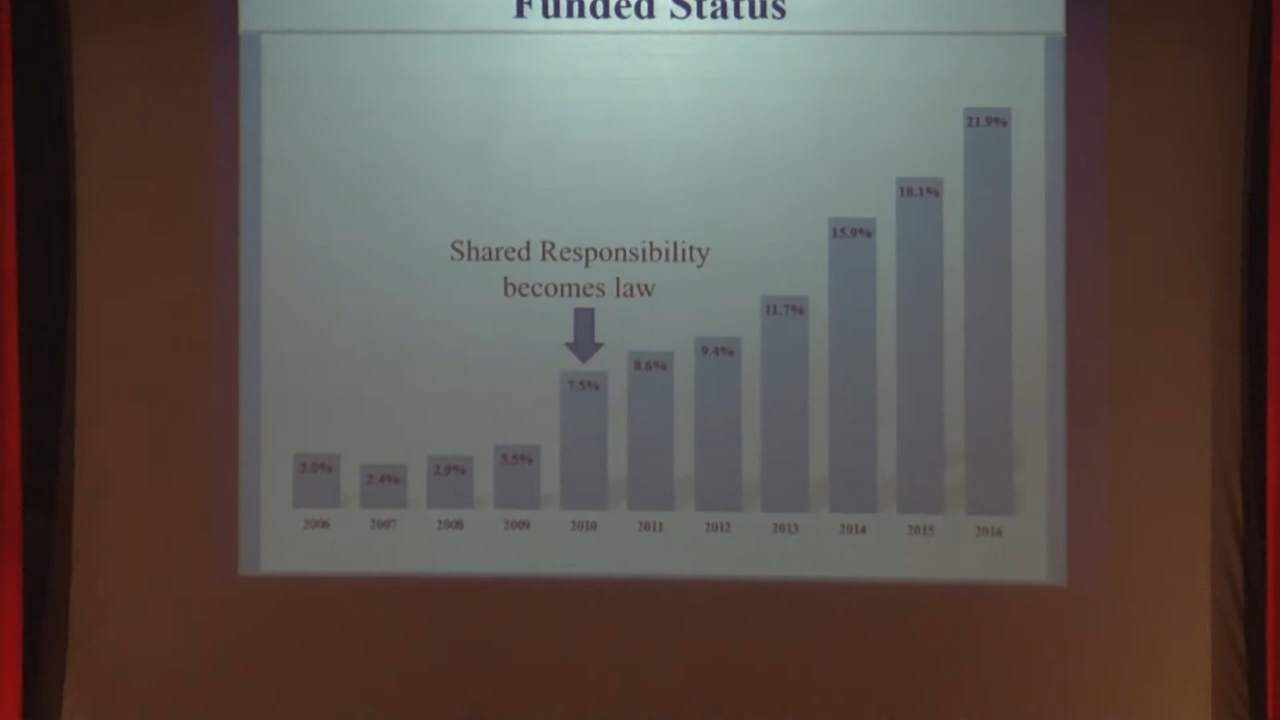 Funded Status
21.9%
18.1%
15.9%
Shared Responsibility
becomes law
11.7%
9.4%
8.6%
7.5%
3.5%
3.0%
2.9%
2.4%
2006 2007 2008 2009 2010 2011 2012 2013 2014 2015 2016